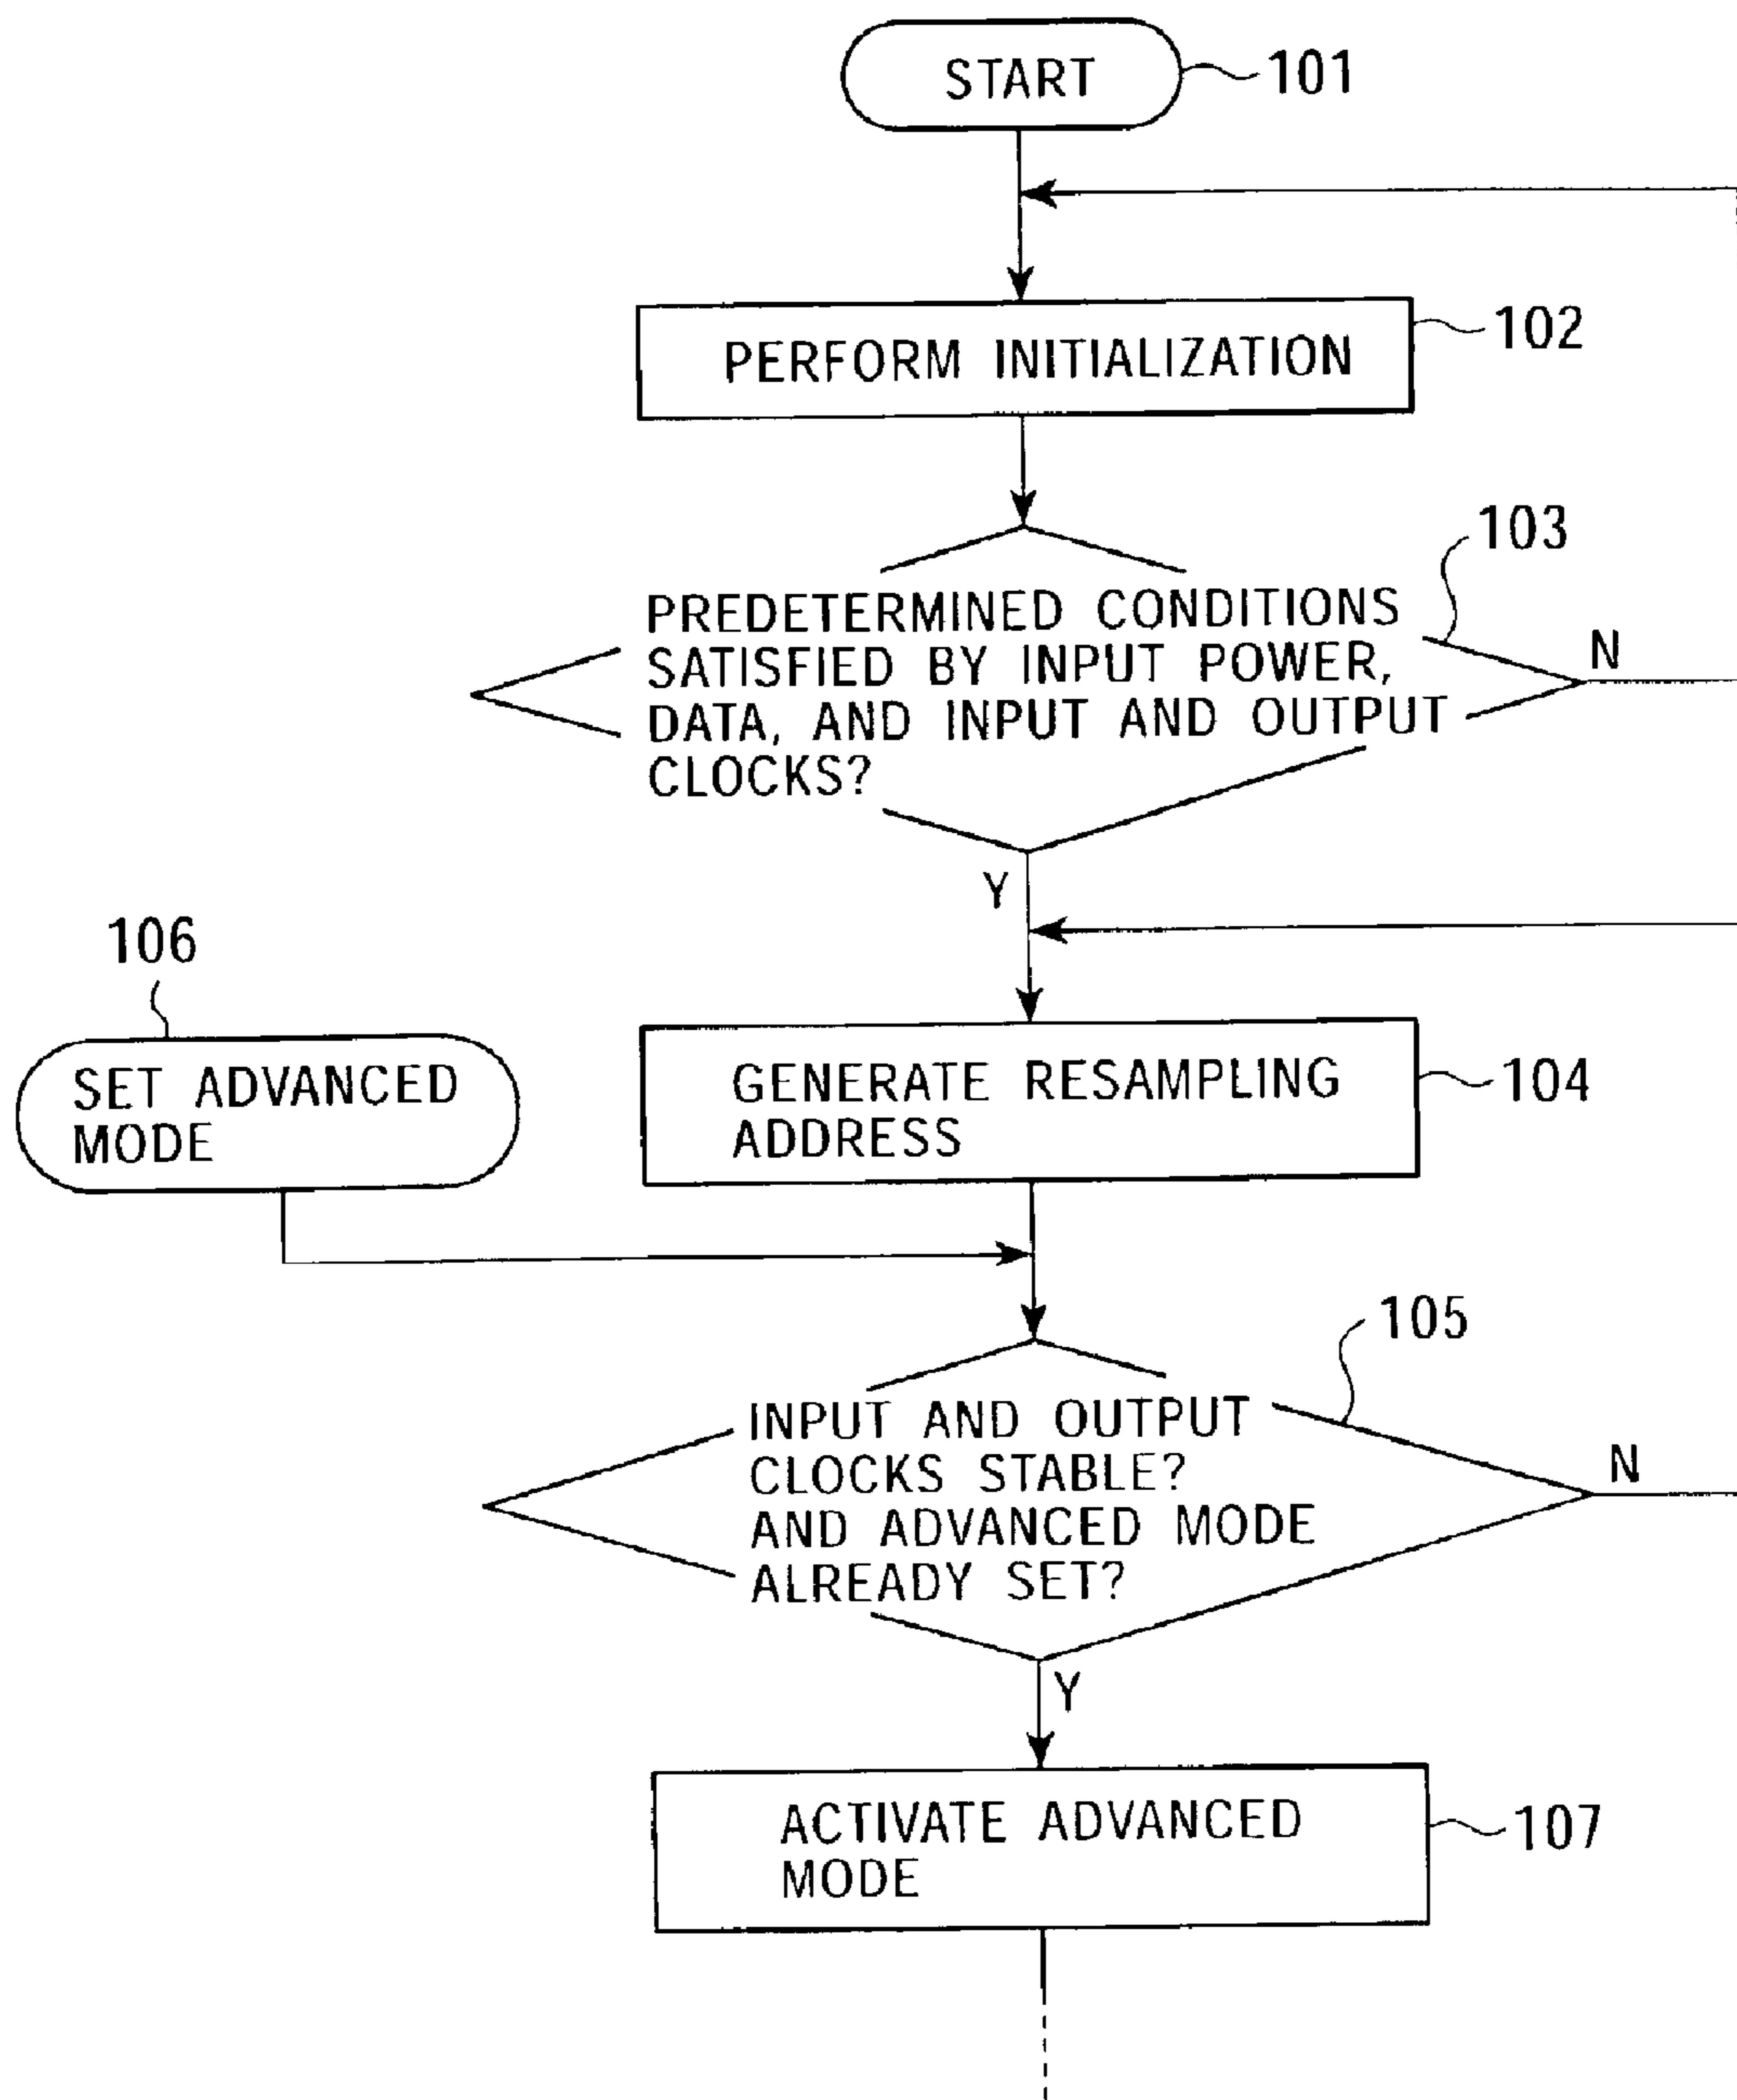 START
101
PERFORM INITIALIZATION
102
103
PREDETERMINED CONDITIONS
SATISFIED BY INPUT POWER,
DATA, AND INPUT AND OUTPUT
CLOCKS?
N
Y
106
SET ADVANCED
MODE
GENERATE RESAMPLING
ADDRESS
104
105
INPUT AND OUTPUT
CLOCKS STABLE?
AND ADVANCED MODE
ALREADY SET?
N
Y
ACTIVATE ADVANCED
MODE
107